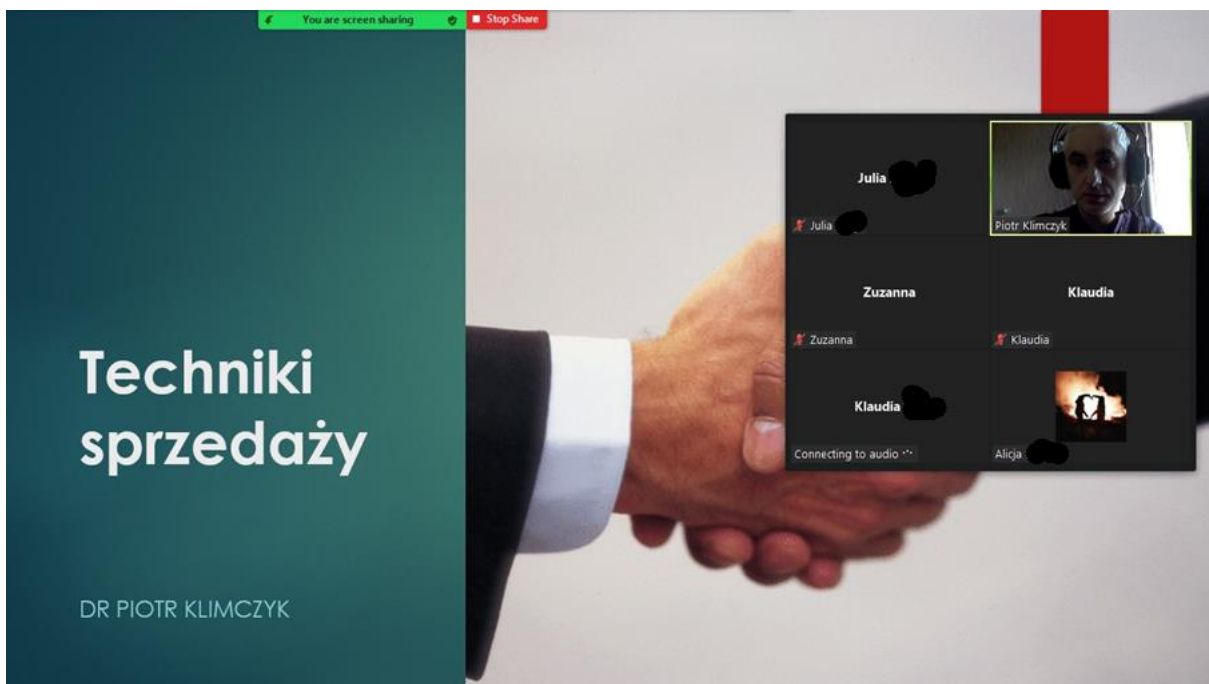 You are screen sharing
Stop Share
Techniki
sprzedaży
DR PIOTR KLIMCZYK
Julia
Julia
Piotr Klimczyk
Zuzanna
Zuzanna
Klaudia
Klaudia
Klaudia
Connecting to audio
Alicja